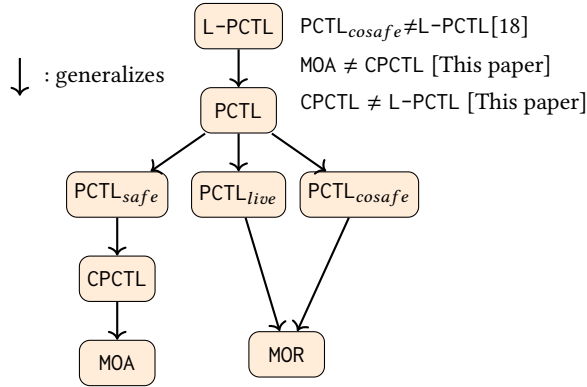 L-PCTL PCTL_cosafe≠L-PCTL[18]
: generalizes MOA ≠ CPCTL [This paper]
PCTL CPCTL ≠ L-PCTL [This paper]
PCTL_safe PCTL_live PCTL_cosafe
CPCTL
MOA MOR